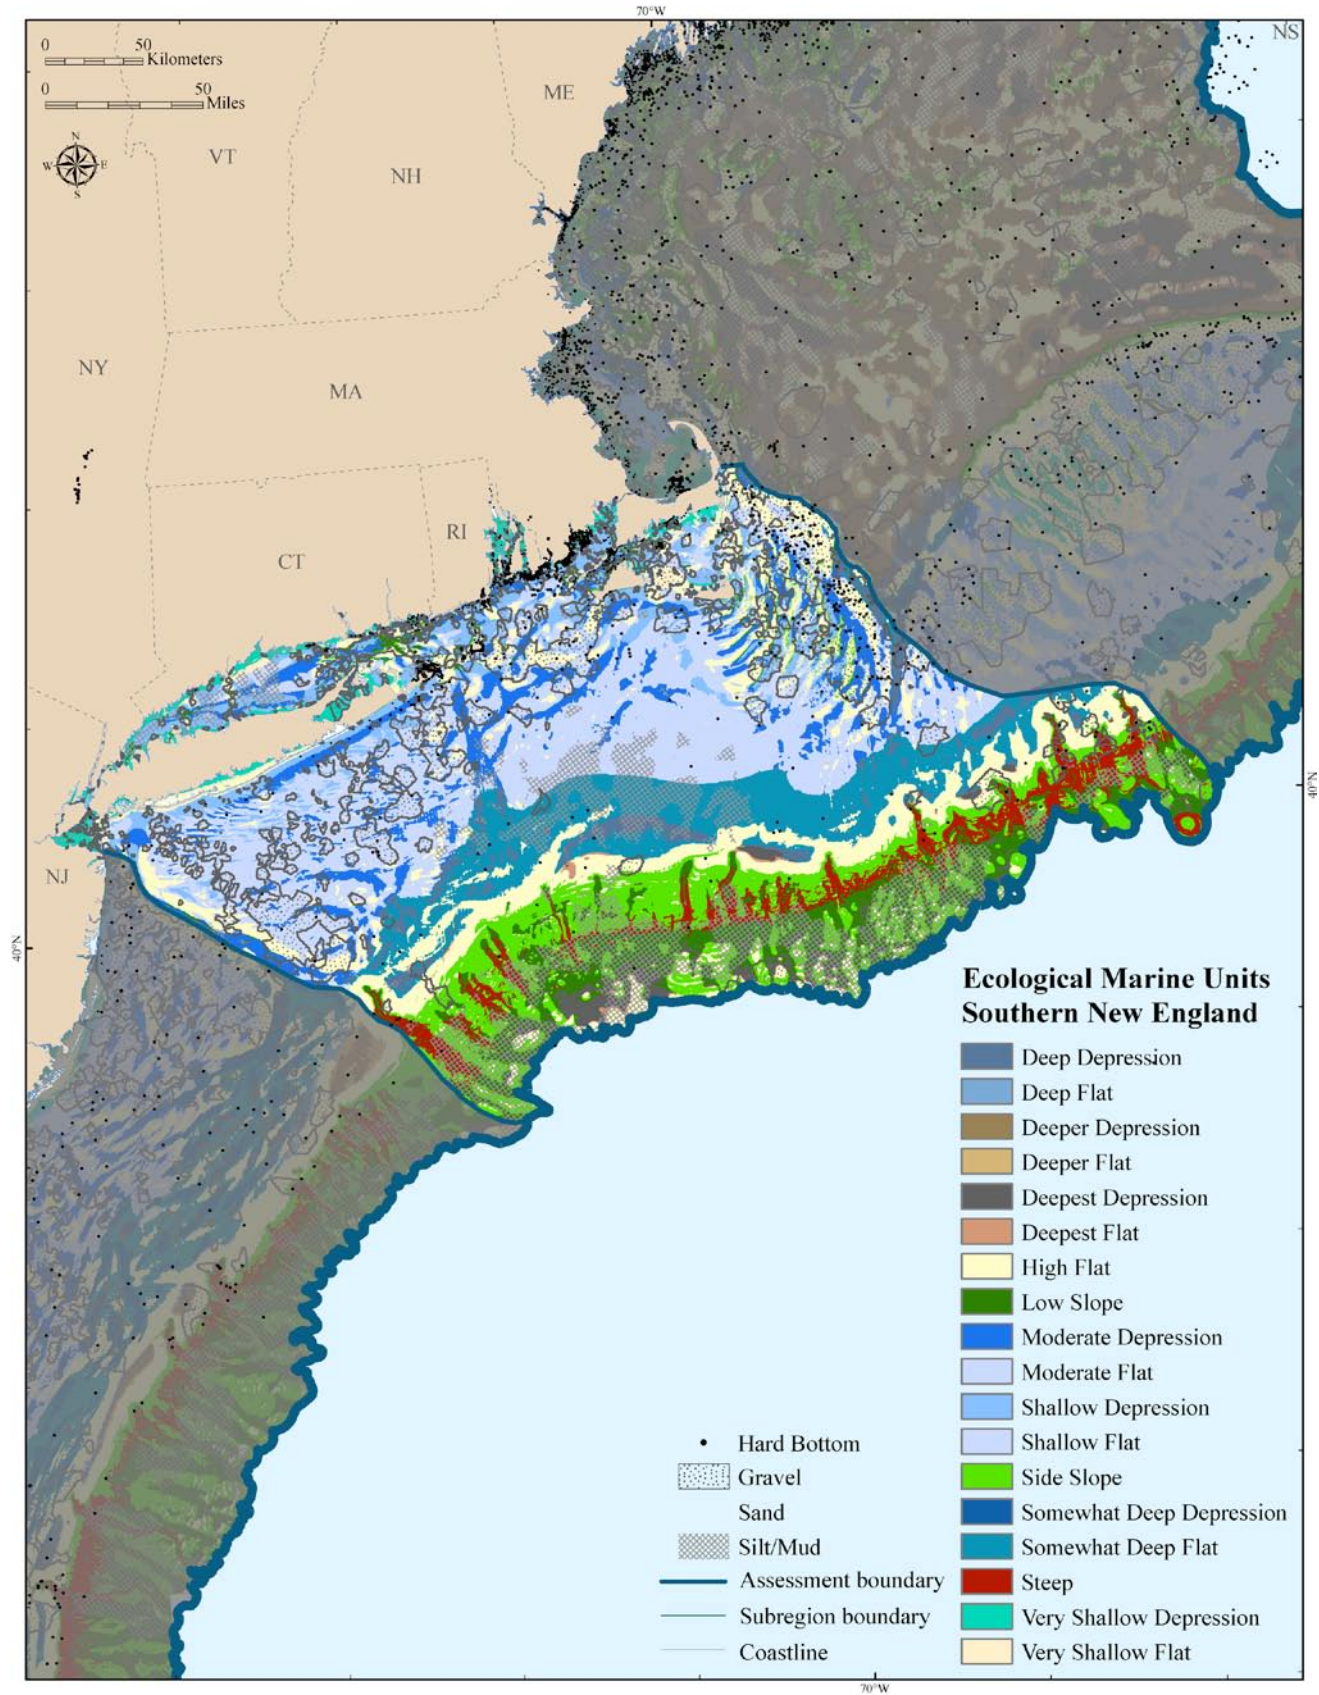 70°W
NS
0 50
Kilometers
0 50
Miles
N
W E
S
ME
VT
NH
NY
MA
RI
CT
NJ
40°N
40°N
Ecological Marine Units
Southern New England
Deep Depression
Deep Flat
Deeper Depression
Deeper Flat
Deepest Depression
Deepest Flat
High Flat
Low Slope
Moderate Depression
Moderate Flat
Shallow Depression
Shallow Flat
Side Slope
Somewhat Deep Depression
Somewhat Deep Flat
Steep
Very Shallow Depression
Very Shallow Flat
Hard Bottom
Gravel
Sand
Silt/Mud
Assessment boundary
Subregion boundary
Coastline
70°W